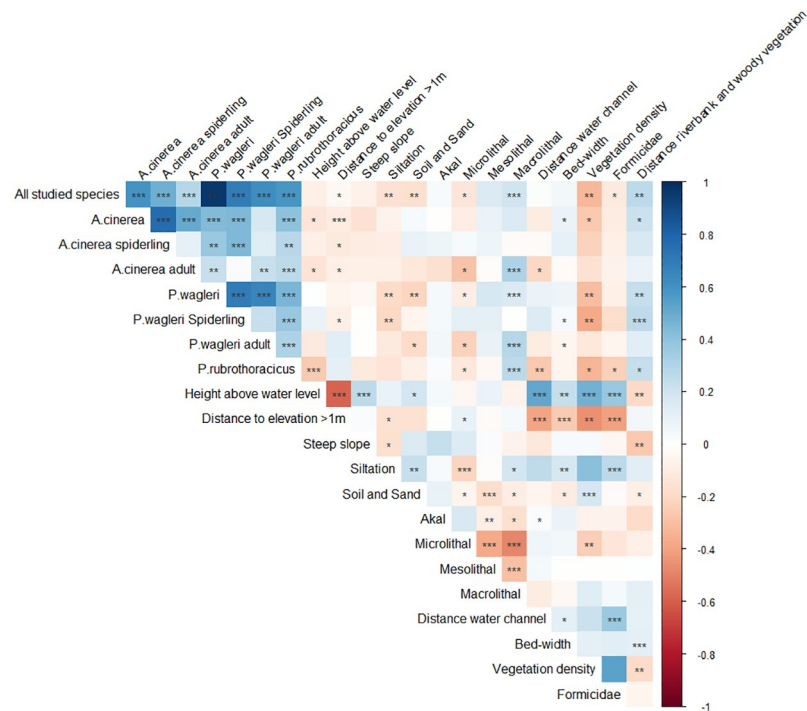 A.cinerea
A.cinerea spiderling
A.cinerea adult
P.wagleri
P.wagleri Spiderling
P.wagleri adult
P.rubrothoracicus
Height above water level
Distance to elevation >1m
Steep slope
Siltation
Soil and Sand
Akal
Microlithal
Mesolithal
Macrolithal
Distance water channel
Bed-width
Vegetation density
Formicidae
Distance riverbank and woody vegetation
All studied species *** *** *** *** *** *** *** * ** ** * *** ** * **
A.cinerea *** *** *** *** *** * *** * * *
A.cinerea spiderling ** *** ** *
A.cinerea adult ** ** *** * * * *** *
P.wagleri *** *** *** ** ** * *** ** **
P.wagleri Spiderling *** * ** * ** ***
P.wagleri adult *** * * *** *
P.rubrothoracicus *** * *** ** * * *
Height above water level *** *** * *** ** *** *** **
Distance to elevation >1m * * *** *** ** ***
Steep slope * **
Siltation ** *** * ** ***
Soil and Sand * *** * * *** *
Akal ** * *
Microlithal *** *** **
Mesolithal ***
Macrolithal
Distance water channel * ***
Bed-width ***
Vegetation density **
Formicidae
1
0.8
0.6
0.4
0.2
0
-0.2
-0.4
-0.6
-0.8
-1